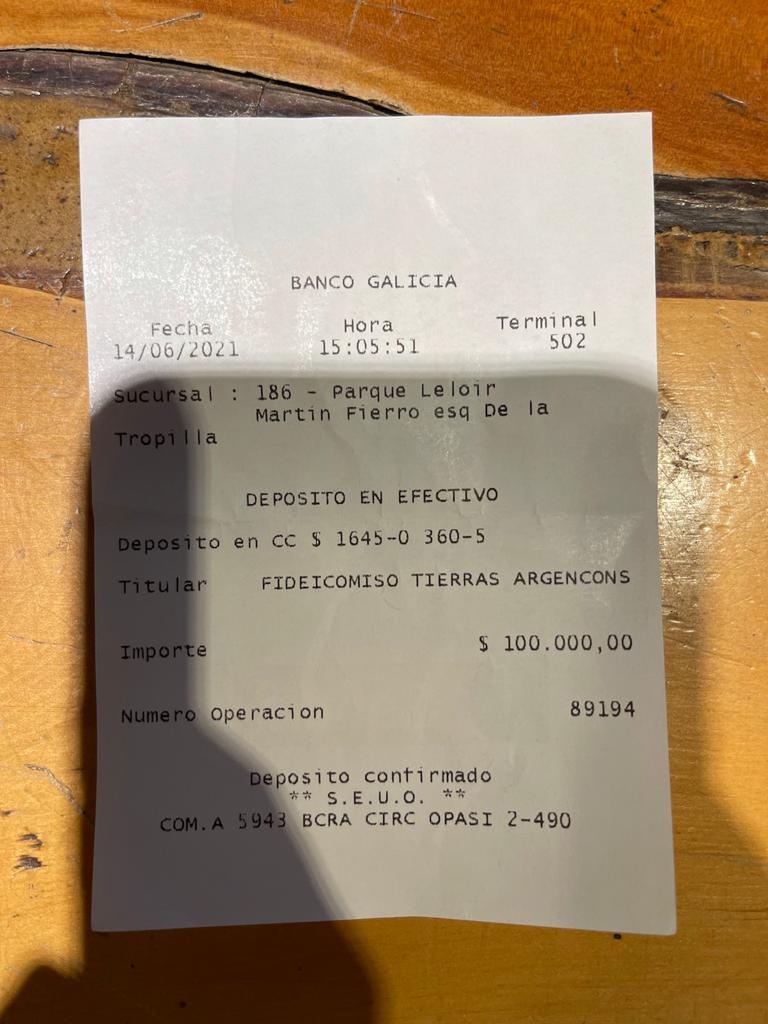 BANCO GALICIA
Fecha Hora Terminal
14/06/2021 15:05:51 502
Sucursal : 186 - Parque Leloir
Martin Fierro esq De la
Tropilla
DEPOSITO EN EFECTIVO
Deposito en CC $ 1645-0 360-5
Titular FIDEICOMISO TIERRAS ARGENCONS
Importe $ 100.000,00
Numero Operacion 89194
Deposito confirmado
** S.E.U.O. **
COM.A 5943 BCRA CIRC OPASI 2-490